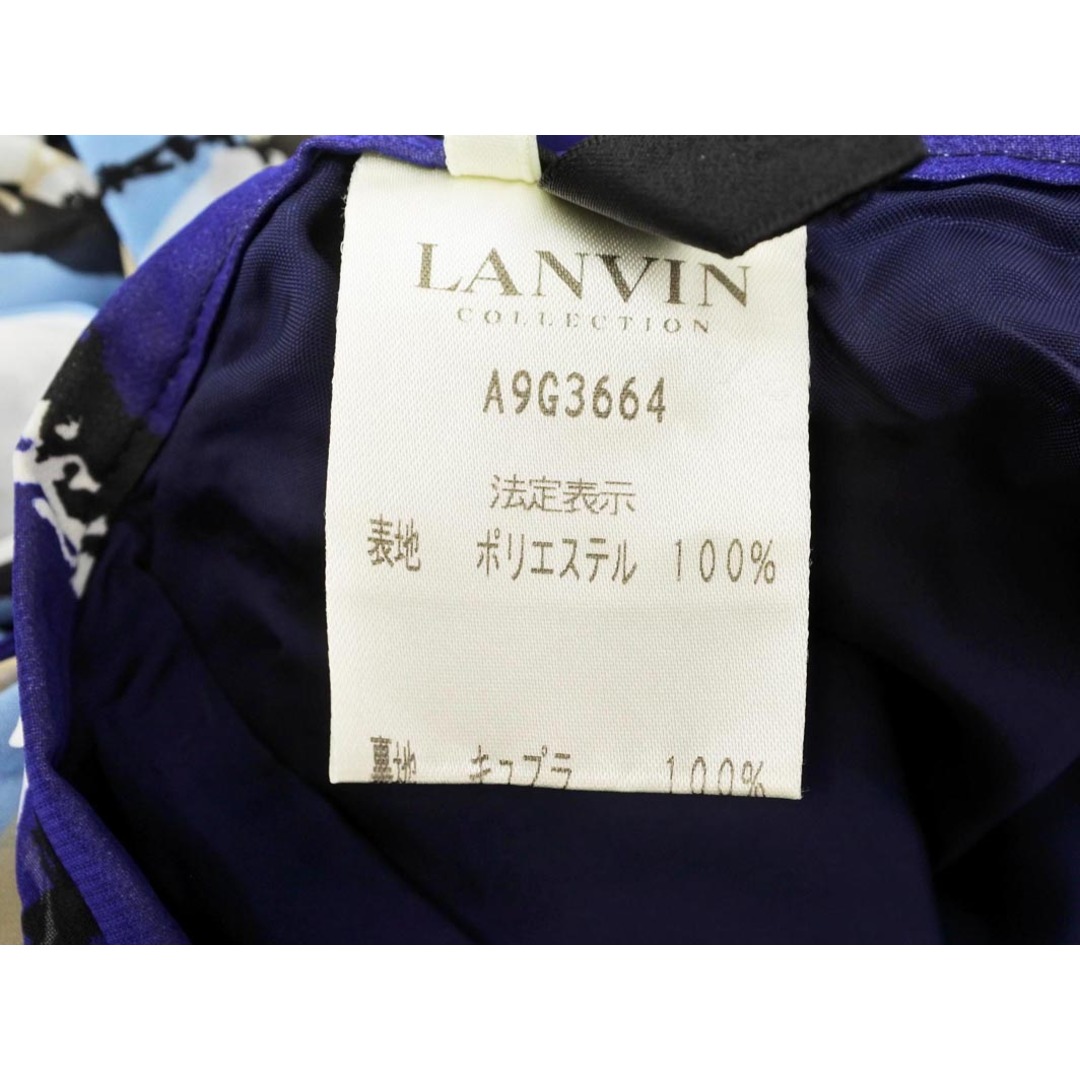 LANVIN
COLLECTION
A9G3664
法定表示
表地 ポリエステル 100%
裏地 キュプラ 100%